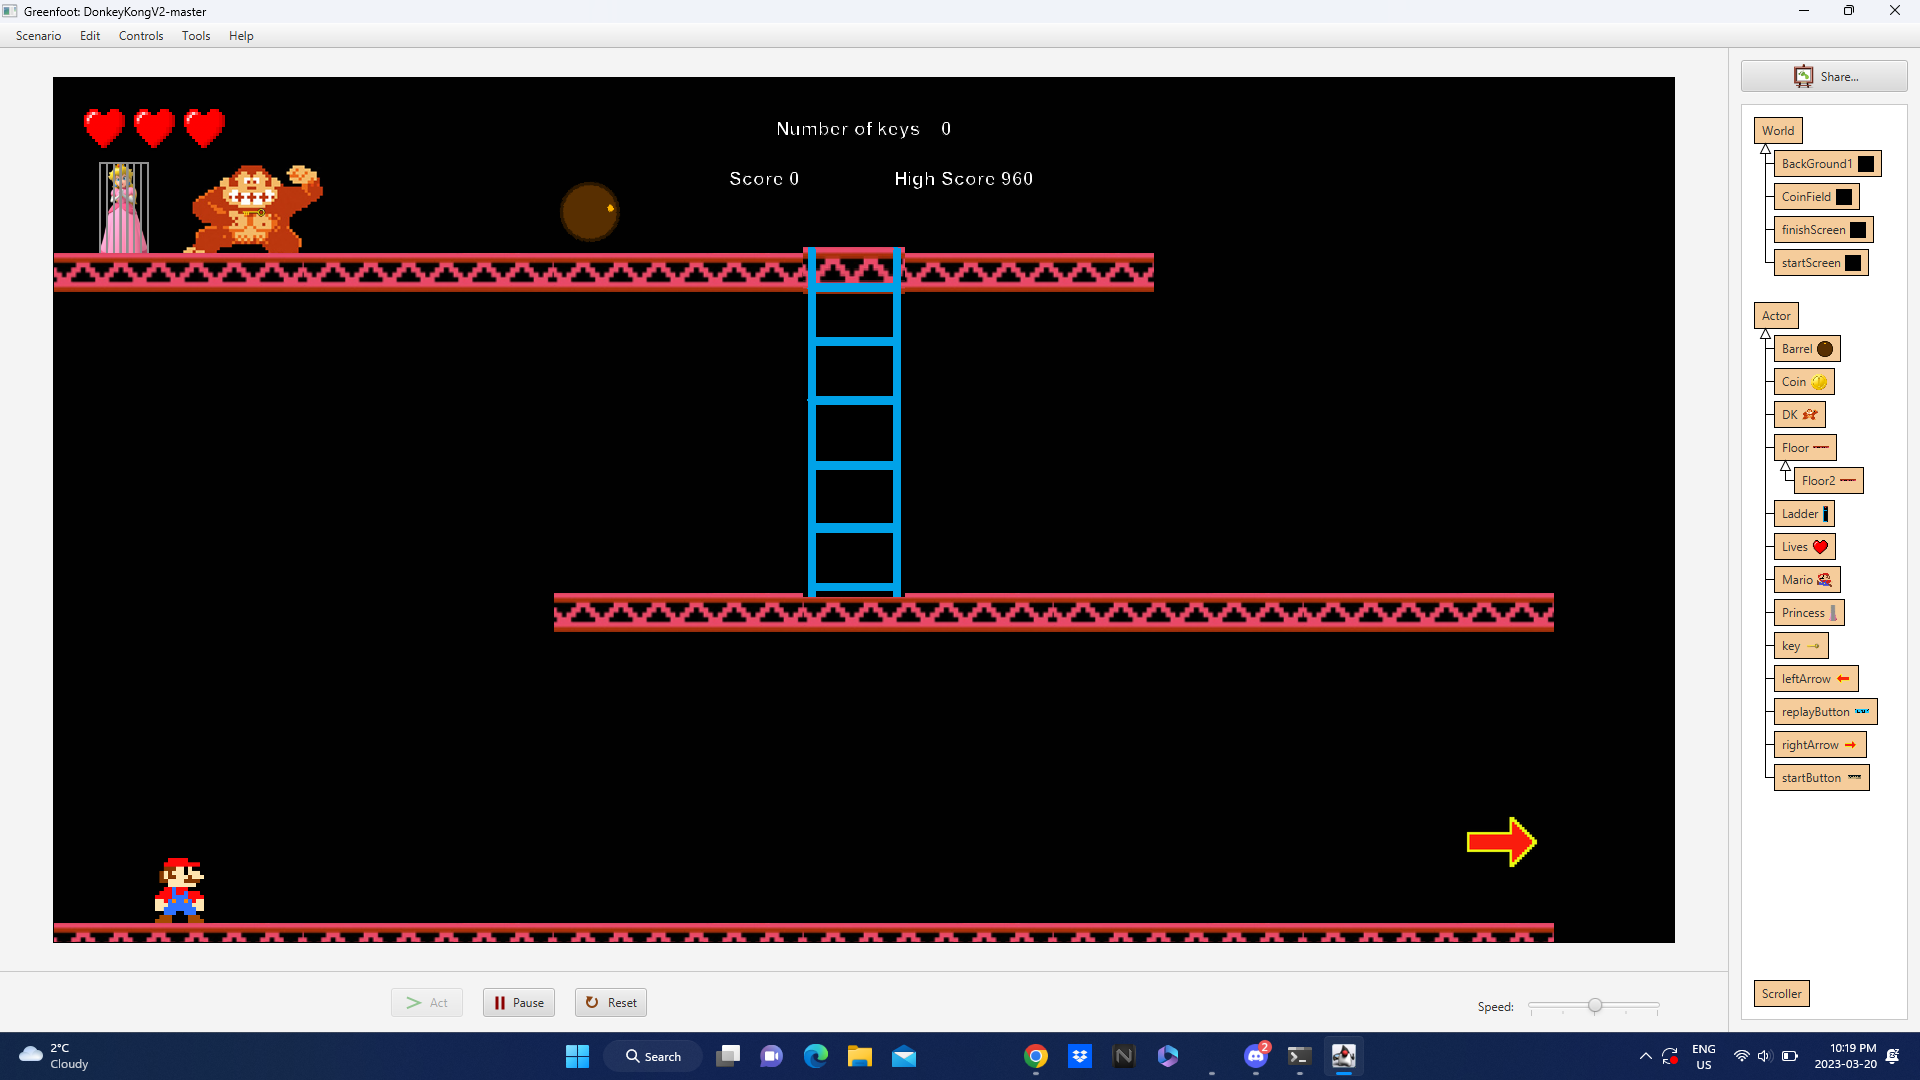 Greenfoot: DonkeyKongV2-master
Scenario Edit Controls Tools Help
Share...
Number of keys 0
Score 0 High Score 960
World
BackGround1
CoinField
finishScreen
startScreen
Actor
Barrel
Coin
DK
Floor
Floor2
Ladder
Lives
Mario
Princess
key
leftArrow
replayButton
rightArrow
startButton
Scroller
Act Pause Reset Speed:
2°C
Cloudy
Search
2
ENG
US
10:19 PM
2023-03-20